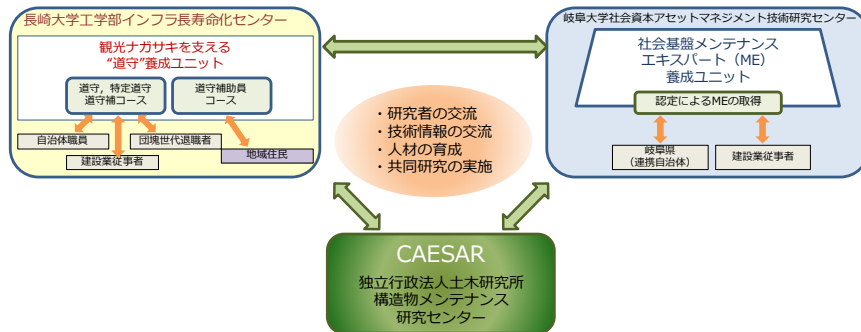 長崎大学工学部インフラ長寿命化センター
観光ナガサキを支える
“道守”養成ユニット
道守，特定道守
道守補コース
道守補助員
コース
自治体職員
団塊世代退職者
建設業従事者
地域住民
・研究者の交流
・技術情報の交流
・人材の育成
・共同研究の実施
岐阜大学社会資本アセットマネジメント技術研究センター
社会基盤メンテナンス
エキスパート（ME）
養成ユニット
認定によるMEの取得
岐阜県
（連携自治体）
建設業従事者
CAESAR
独立行政法人土木研究所
構造物メンテナンス
研究センター